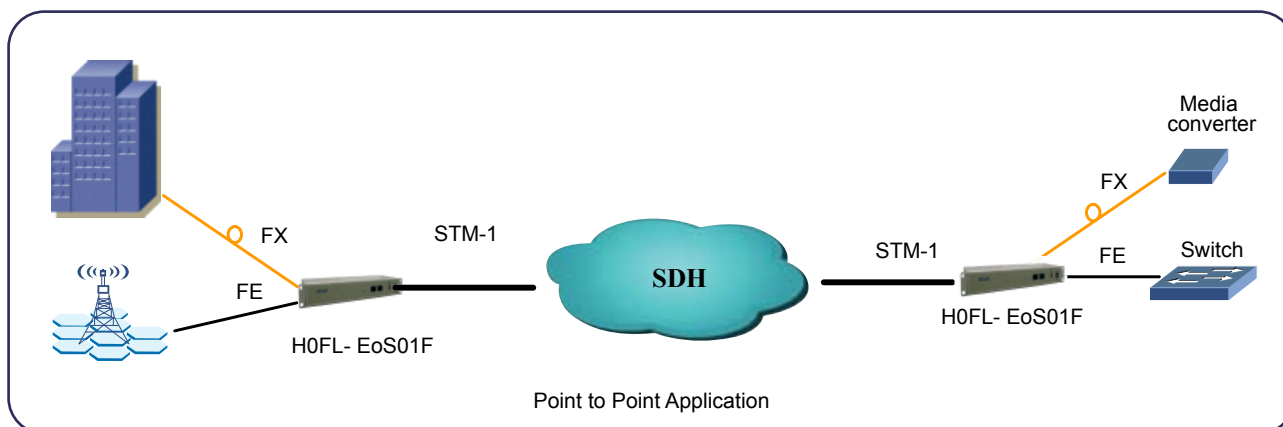 Media
converter
FX
FX
STM-1
STM-1
SDH
FE
Switch
FE
H0FL- EoS01F
H0FL- EoS01F
Point to Point Application